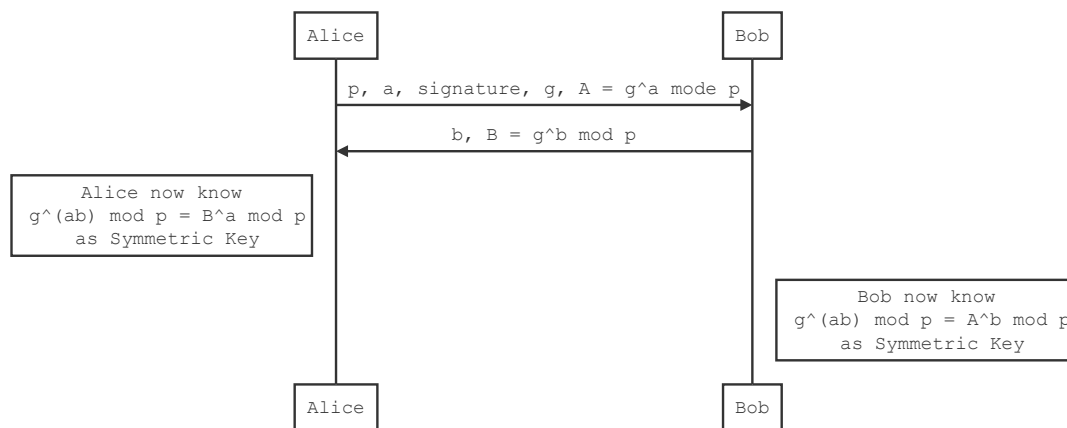 Alice
Bob
p, a, signature, g, A = g^a mode p
b, B = g^b mod p
Alice now know
g^(ab) mod p = B^a mod p
as Symmetric Key
Bob now know
g^(ab) mod p = A^b mod p
as Symmetric Key
Alice
Bob